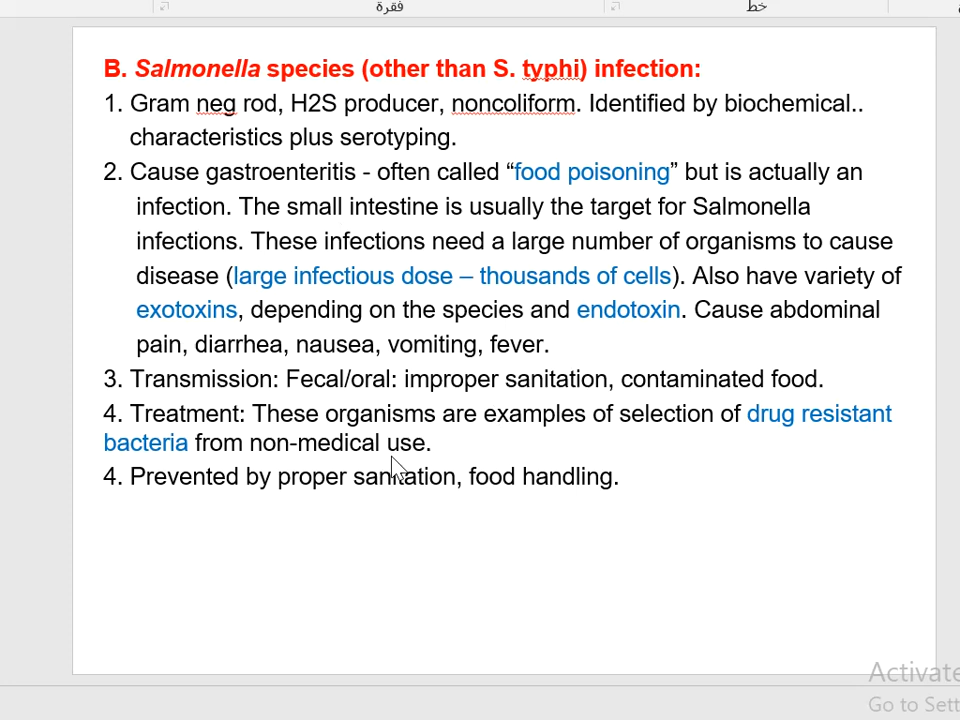 فقرة
خط
B. Salmonella species (other than S. typhi) infection:
1. Gram neg rod, H2S producer, noncoliform. Identified by biochemical..
characteristics plus serotyping.
2. Cause gastroenteritis - often called “food poisoning” but is actually an
infection. The small intestine is usually the target for Salmonella
infections. These infections need a large number of organisms to cause
disease (large infectious dose – thousands of cells). Also have variety of
exotoxins, depending on the species and endotoxin. Cause abdominal
pain, diarrhea, nausea, vomiting, fever.
3. Transmission: Fecal/oral: improper sanitation, contaminated food.
4. Treatment: These organisms are examples of selection of drug resistant
bacteria from non-medical use.
4. Prevented by proper sanitation, food handling.
Activate
Go to Sett